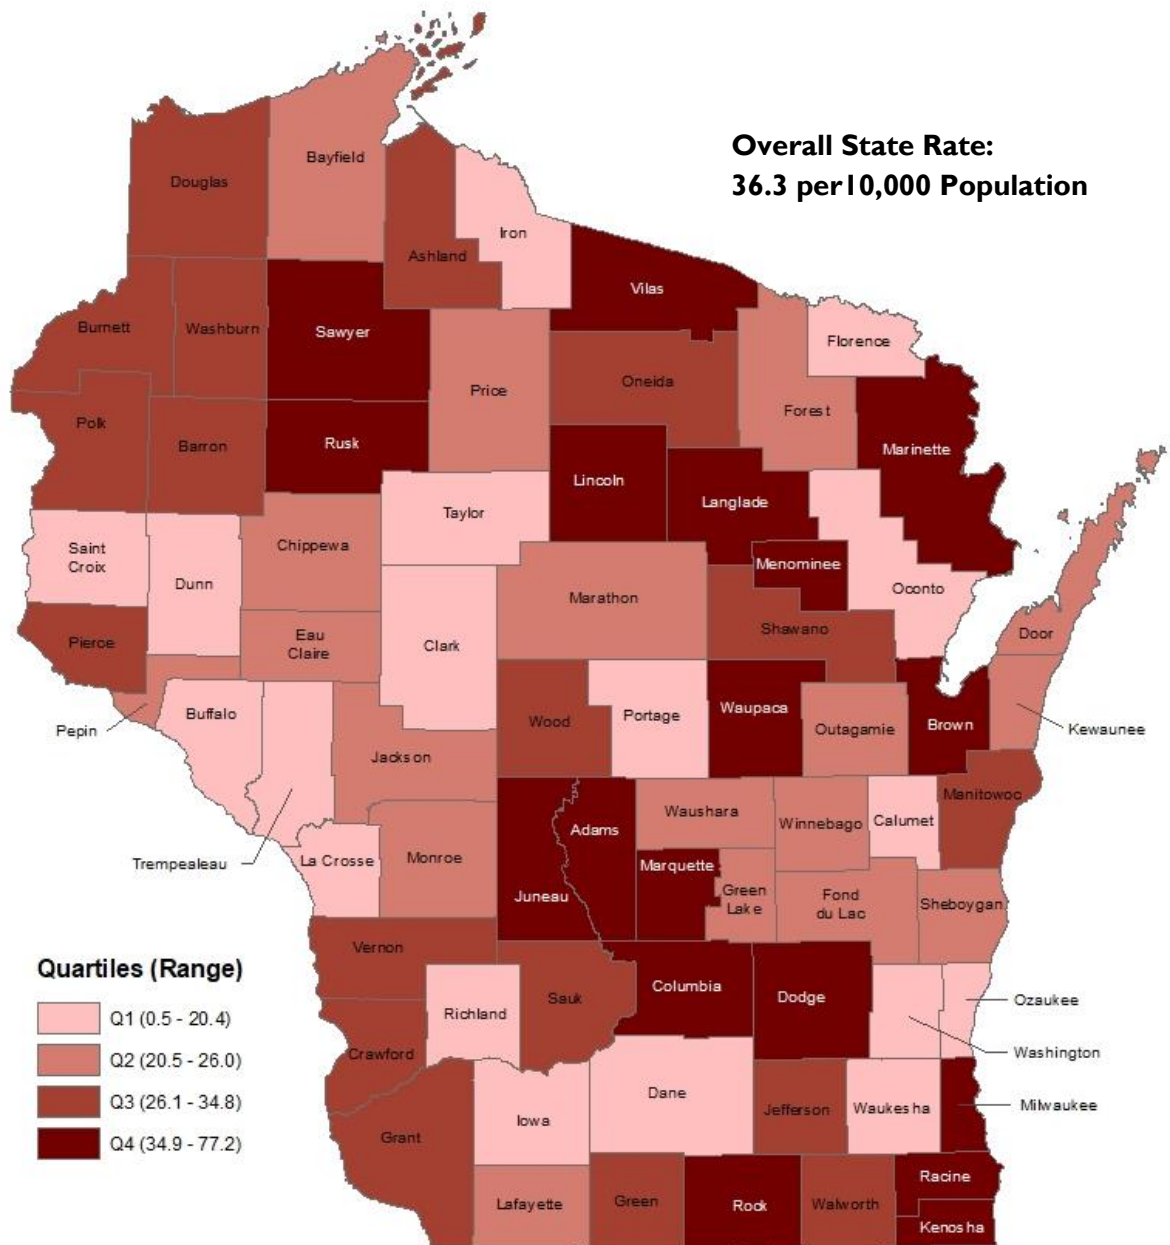 Overall State Rate:
36.3 per10,000 Population
Bayfield
Douglas
Iron
Ashland
Vilas
Burnett
Washburn
Sawyer
Florence
Oneida
Price
Forest
Polk
Barron
Rusk
Marinette
Lincoln
Langlade
Taylor
Saint
Croix
Chippewa
Menominee
Dunn
Oconto
Marathon
Shawano
Door
Pierce
Eau
Claire
Clark
Buffalo
Waupaca
Portage
Wood
Brown
Outagamie
Pepin
Kewaunee
Jackson
Manitowoc
Waushara
Winnebago
Calumet
Adams
Trempealeau
La Crosse
Monroe
Marquette
Juneau
Green
Lake
Fond
du Lac
Sheboygan
Vernon
Quartiles (Range)
Q1 (0.5 - 20.4)
Q2 (20.5 - 26.0)
Q3 (26.1 - 34.8)
Q4 (34.9 - 77.2)
Columbia
Dodge
Sauk
Richland
Ozaukee
Washington
Crawford
Dane
Milwaukee
Iowa
Jefferson
Waukesha
Grant
Racine
Lafayette
Green
Rock
Walworth
Kenosha